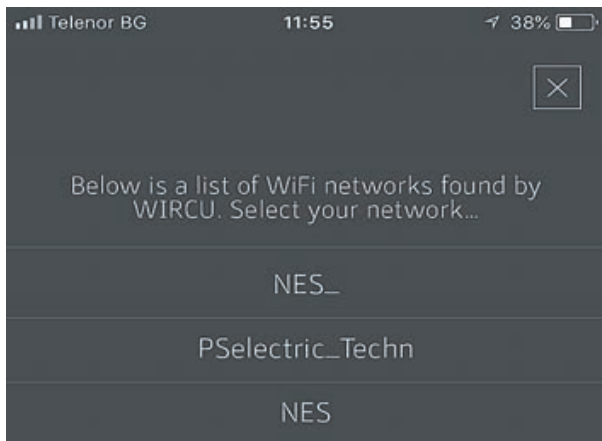 Telenor BG 11:55 38%
Below is a list of WiFi networks found by
WIRCU. Select your network...
NES_
PSelectric_Techn
NES